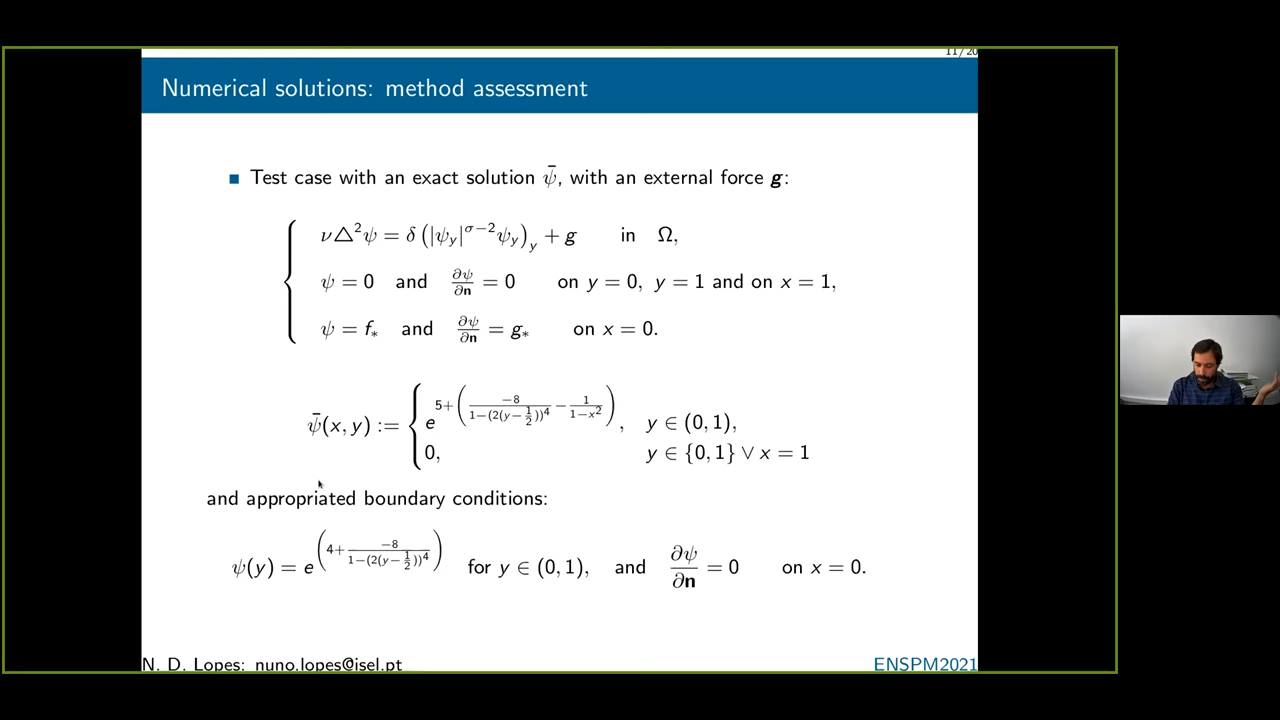 11/20
Numerical solutions: method assessment
■ Test case with an exact solution ψ̄, with an external force g:
ν△²ψ = δ(|ψ_y|^{σ−2}ψ_y)_y + g in Ω,
ψ = 0 and ∂ψ/∂n = 0 on y = 0, y = 1 and on x = 1,
ψ = f_* and ∂ψ/∂n = g_* on x = 0.
ψ̄(x, y) := { e^{5+(−8/(1−(2(y−1/2))^4) − 1/(1−x²))}, y ∈ (0, 1),
0, y ∈ {0, 1} ∨ x = 1
and appropriated boundary conditions:
ψ(y) = e^{(4+ −8/(1−(2(y−1/2))^4))} for y ∈ (0, 1), and ∂ψ/∂n = 0 on x = 0.
N. D. Lopes: nuno.lopes@isel.pt ENSPM2021